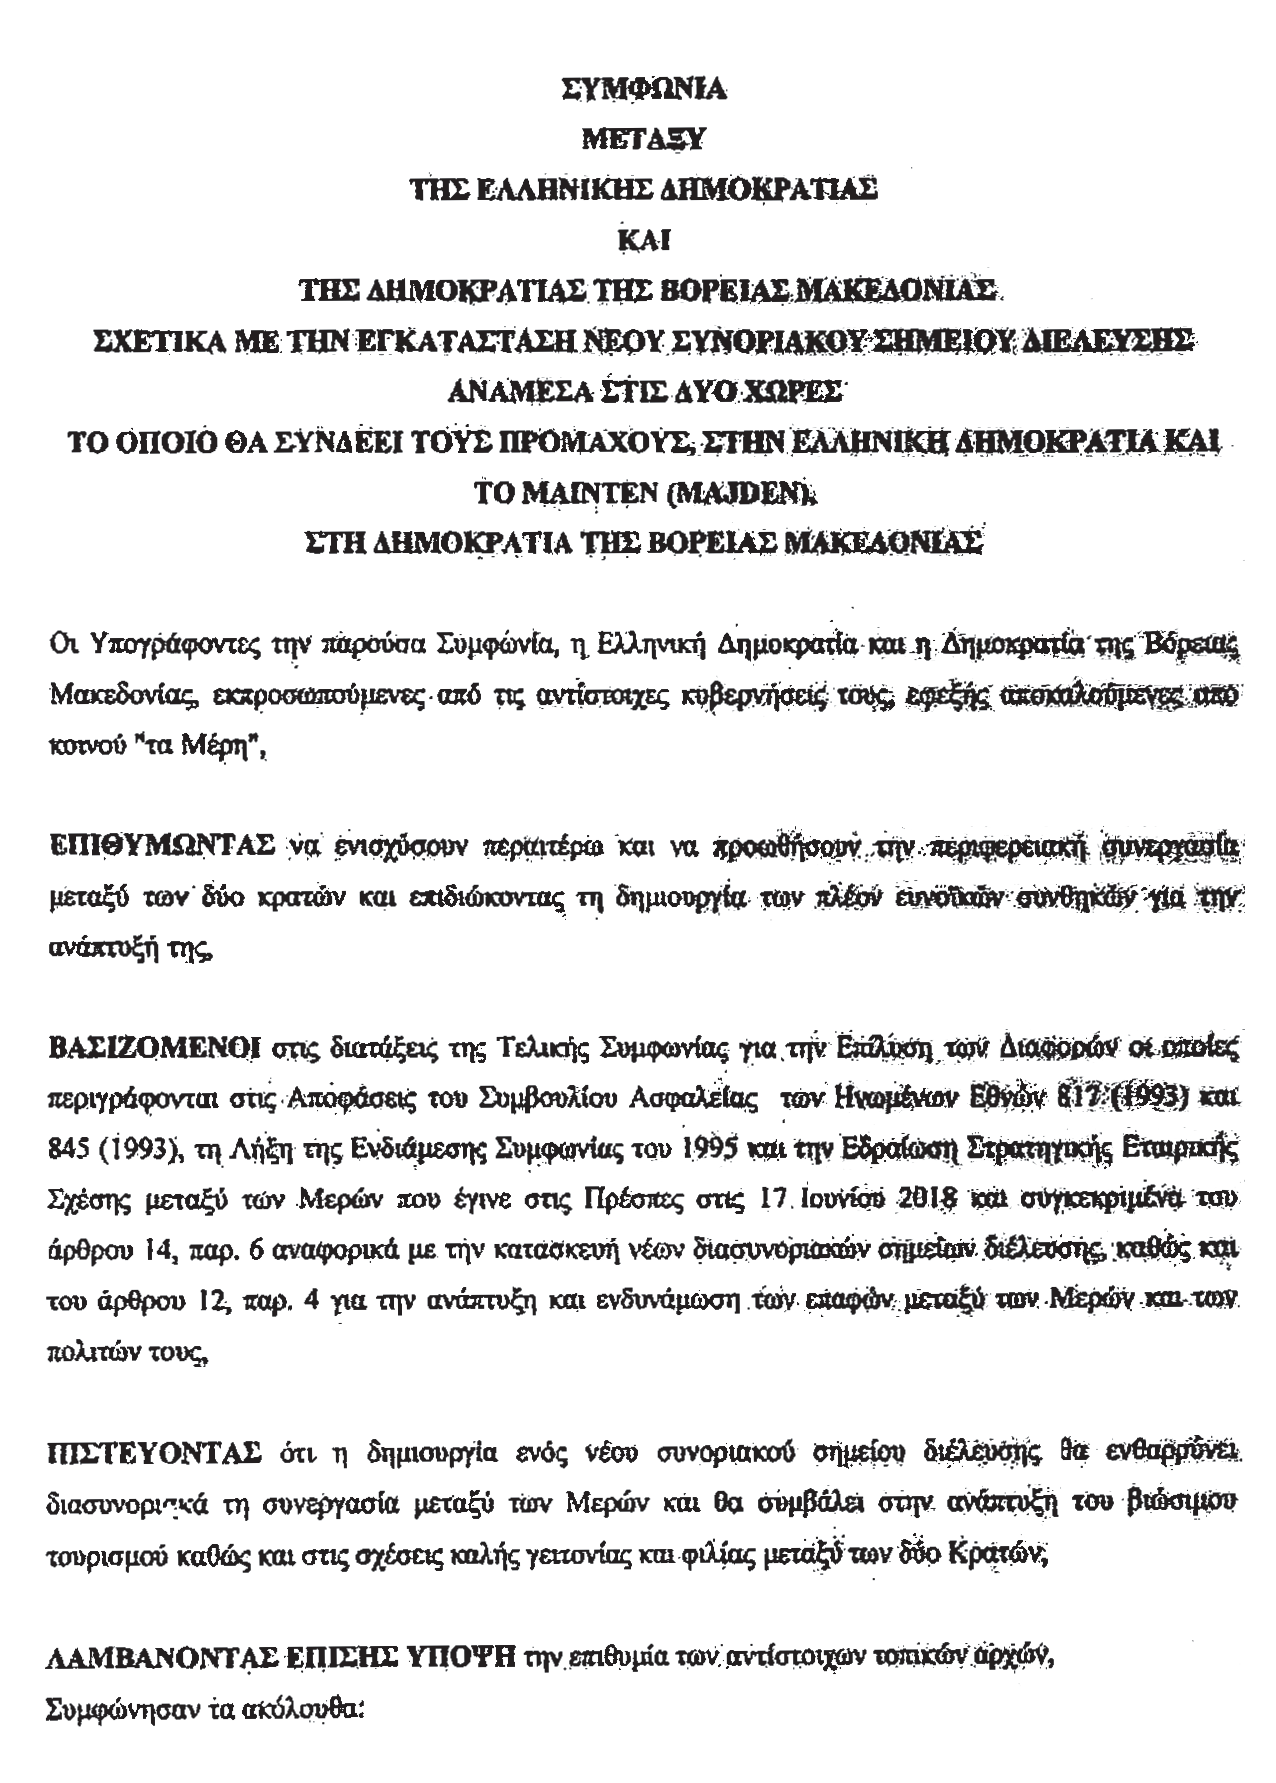 ΣΥΜΦΩΝΙΑ
ΜΕΤΑΞΥ
ΤΗΣ ΕΛΛΗΝΙΚΗΣ ΔΗΜΟΚΡΑΤΙΑΣ
ΚΑΙ
ΤΗΣ ΔΗΜΟΚΡΑΤΙΑΣ ΤΗΣ ΒΟΡΕΙΑΣ ΜΑΚΕΔΟΝΙΑΣ
ΣΧΕΤΙΚΑ ΜΕ ΤΗΝ ΕΓΚΑΤΑΣΤΑΣΗ ΝΕΟΥ ΣΥΝΟΡΙΑΚΟΥ ΣΗΜΕΙΟΥ ΔΙΕΛΕΥΣΗΣ
ΑΝΑΜΕΣΑ ΣΤΙΣ ΔΥΟ ΧΩΡΕΣ
ΤΟ ΟΠΟΙΟ ΘΑ ΣΥΝΔΕΕΙ ΤΟΥΣ ΠΡΟΜΑΧΟΥΣ, ΣΤΗΝ ΕΛΛΗΝΙΚΗ ΔΗΜΟΚΡΑΤΙΑ ΚΑΙ
ΤΟ ΜΑΙΝΤΕΝ (MAJDEN),
ΣΤΗ ΔΗΜΟΚΡΑΤΙΑ ΤΗΣ ΒΟΡΕΙΑΣ ΜΑΚΕΔΟΝΙΑΣ
Οι Υπογράφοντες την παρούσα Συμφωνία, η Ελληνική Δημοκρατία και η Δημοκρατία της Βόρειας
Μακεδονίας, εκπροσωπούμενες από τις αντίστοιχες κυβερνήσεις τους, εφεξής αποκαλούμενες από
κοινού "τα Μέρη",
ΕΠΙΘΥΜΩΝΤΑΣ να ενισχύσουν περαιτέρω και να προωθήσουν την περιφερειακή συνεργασία
μεταξύ των δύο κρατών και επιδιώκοντας τη δημιουργία των πλέον ευνοϊκών συνθηκών για την
ανάπτυξή της,
ΒΑΣΙΖΟΜΕΝΟΙ στις διατάξεις της Τελικής Συμφωνίας για την Επίλυση των Διαφορών οι οποίες
περιγράφονται στις Αποφάσεις του Συμβουλίου Ασφαλείας των Ηνωμένων Εθνών 817 (1993) και
845 (1993), τη Λήξη της Ενδιάμεσης Συμφωνίας του 1995 και την Εδραίωση Στρατηγικής Εταιρικής
Σχέσης μεταξύ των Μερών που έγινε στις Πρέσπες στις 17 Ιουνίου 2018 και συγκεκριμένα του
άρθρου 14, παρ. 6 αναφορικά με την κατασκευή νέων διασυνοριακών σημείων διέλευσης, καθώς και
του άρθρου 12, παρ. 4 για την ανάπτυξη και ενδυνάμωση των επαφών μεταξύ των Μερών και των
πολιτών τους,
ΠΙΣΤΕΥΟΝΤΑΣ ότι η δημιουργία ενός νέου συνοριακού σημείου διέλευσης θα ενθαρρύνει
διασυνοριακά τη συνεργασία μεταξύ των Μερών και θα συμβάλει στην ανάπτυξη του βιώσιμου
τουρισμού καθώς και στις σχέσεις καλής γειτονίας και φιλίας μεταξύ των δύο Κρατών,
ΛΑΜΒΑΝΟΝΤΑΣ ΕΠΙΣΗΣ ΥΠΟΨΗ την επιθυμία των αντίστοιχων τοπικών αρχών,
Συμφώνησαν τα ακόλουθα: